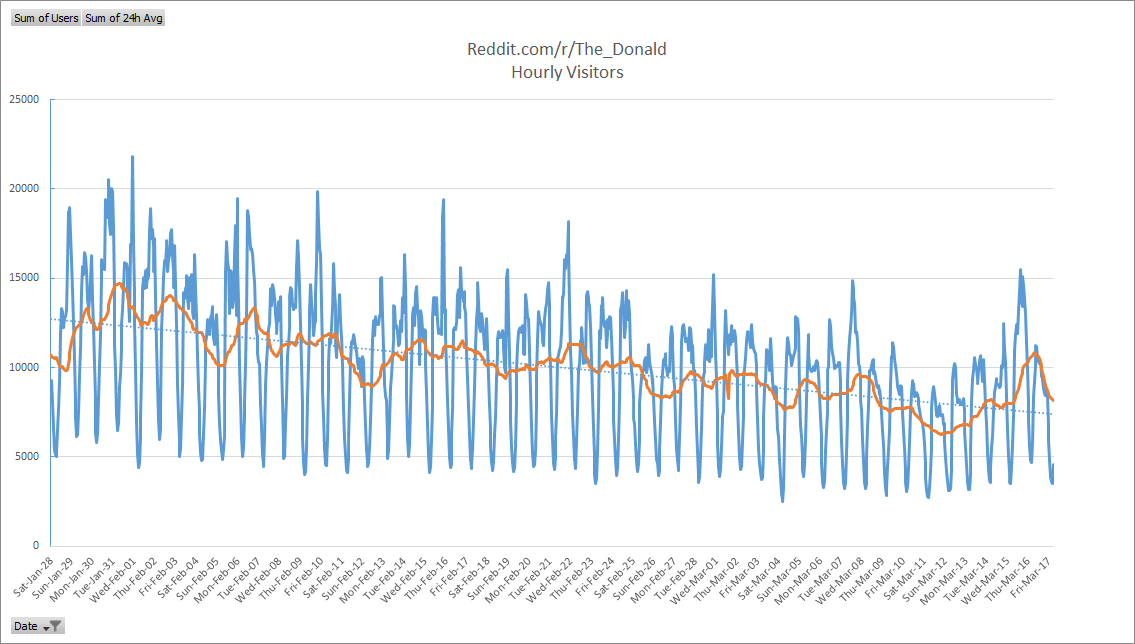 Sum of Users Sum of 24h Avg
Reddit.com/r/The_Donald
Hourly Visitors
25000
20000
15000
10000
5000
0
Sat-Jan-28
Sun-Jan-29
Mon-Jan-30
Tue-Jan-31
Wed-Feb-01
Thu-Feb-02
Fri-Feb-03
Sat-Feb-04
Sun-Feb-05
Mon-Feb-06
Tue-Feb-07
Wed-Feb-08
Thu-Feb-09
Fri-Feb-10
Sat-Feb-11
Sun-Feb-12
Mon-Feb-13
Tue-Feb-14
Wed-Feb-15
Thu-Feb-16
Fri-Feb-17
Sat-Feb-18
Sun-Feb-19
Mon-Feb-20
Tue-Feb-21
Wed-Feb-22
Thu-Feb-23
Fri-Feb-24
Sat-Feb-25
Sun-Feb-26
Mon-Feb-27
Tue-Feb-28
Wed-Mar-01
Thu-Mar-02
Fri-Mar-03
Sat-Mar-04
Sun-Mar-05
Mon-Mar-06
Tue-Mar-07
Wed-Mar-08
Thu-Mar-09
Fri-Mar-10
Sat-Mar-11
Sun-Mar-12
Mon-Mar-13
Tue-Mar-14
Wed-Mar-15
Thu-Mar-16
Fri-Mar-17
Date